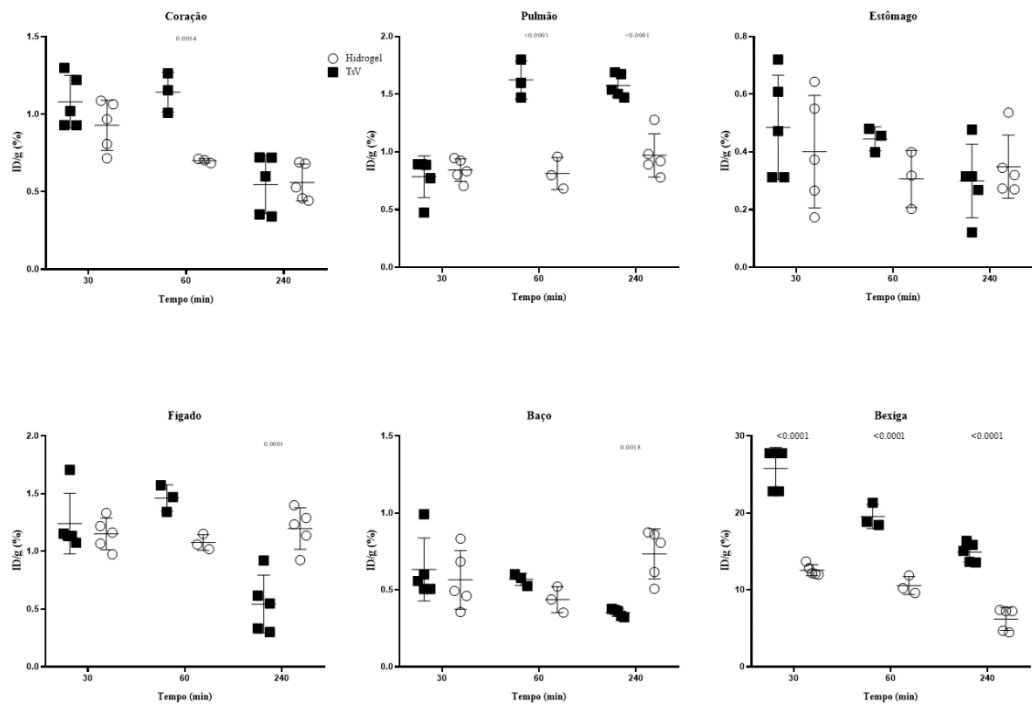 Coração
0.0034
1.5
1.0
0.5
0.0
ID/g (%)
30
60
240
Tempo (min)
Hidrogel
TsV
Pulmão
<0.0001
<0.0001
2.0
1.5
1.0
0.5
0.0
ID/g (%)
30
60
240
Tempo (min)
Estômago
0.8
0.6
0.4
0.2
0.0
ID/g (%)
30
60
240
Tempo (min)
Fígado
0.0001
2.0
1.5
1.0
0.5
0.0
ID/g (%)
30
60
240
Tempo (min)
Baço
0.0018
1.5
1.0
0.5
0.0
ID/g (%)
30
60
240
Tempo (min)
Bexiga
<0.0001
<0.0001
<0.0001
30
20
10
0
ID/g (%)
30
60
240
Tempo (min)